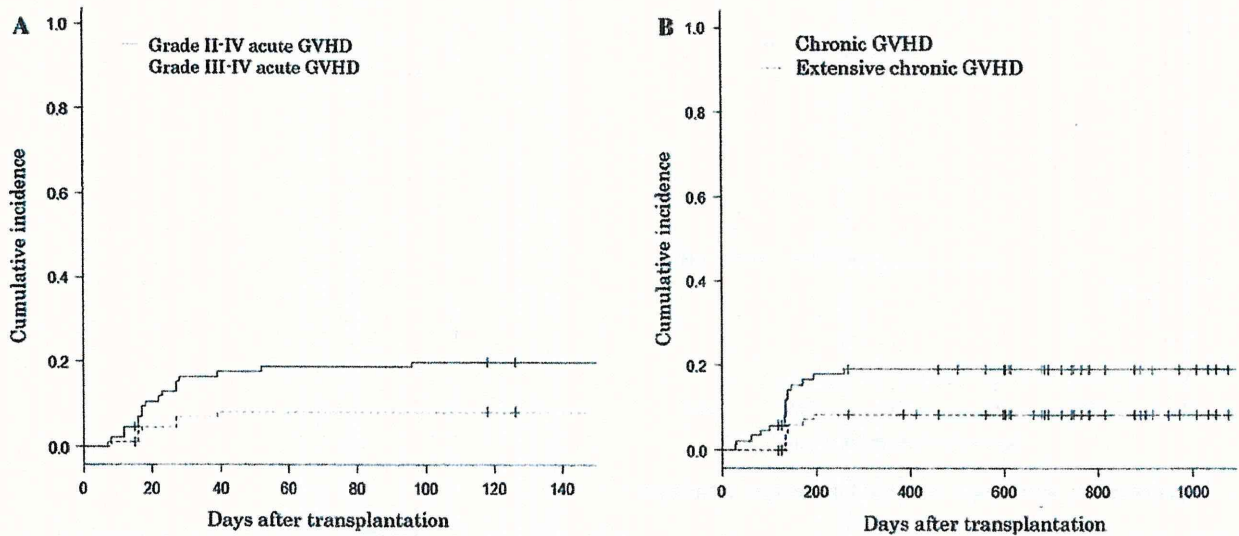 A
1.0
Grade II-IV acute GVHD
Grade III-IV acute GVHD
0.8
0.6
0.4
0.2
0.0
Cumulative incidence
0 20 40 60 80 100 120 140
Days after transplantation
B
1.0
Chronic GVHD
Extensive chronic GVHD
0.8
0.6
0.4
0.2
0.0
Cumulative incidence
0 200 400 600 800 1000
Days after transplantation